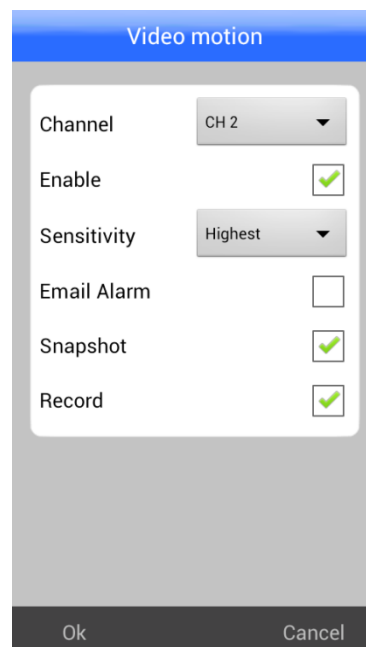 Video motion
Channel CH 2
Enable
Sensitivity Highest
Email Alarm
Snapshot
Record
Ok Cancel